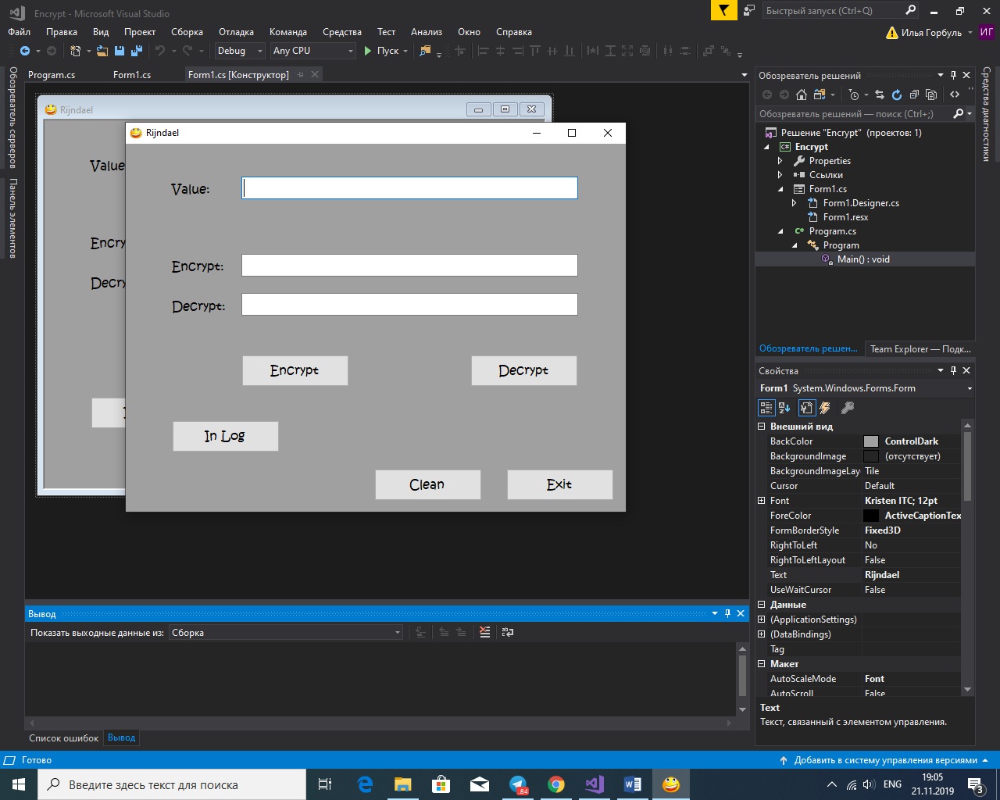 Encrypt - Microsoft Visual Studio
Быстрый запуск (Ctrl+Q)
Файл Правка Вид Проект Сборка Отладка Команда Средства Тест Анализ Окно Справка
Илья Горбуль ИГ
Debug Any CPU Пуск
Обозреватель серверов
Панель элементов
Program.cs Form1.cs Form1.cs [Конструктор]
Rijndael
Value
Encry
Decry
Rijndael
Value:
Encrypt:
Decrypt:
Encrypt Decrypt
In Log
Clean Exit
Вывод
Показать выходные данные из: Сборка
Список ошибок Вывод
Обозреватель решений
Обозреватель решений — поиск (Ctrl+;)
Решение "Encrypt" (проектов: 1)
Encrypt
Properties
Ссылки
Form1.cs
Form1.Designer.cs
Form1.resx
Program.cs
Program
Main() : void
Обозреватель решен... Team Explorer — Подк...
Средства диагностики
Свойства
Form1 System.Windows.Forms.Form
Внешний вид
BackColor ControlDark
BackgroundImage (отсутствует)
BackgroundImageLay Tile
Cursor Default
Font Kristen ITC; 12pt
ForeColor ActiveCaptionTex
FormBorderStyle Fixed3D
RightToLeft No
RightToLeftLayout False
Text Rijndael
UseWaitCursor False
Данные
(ApplicationSettings)
(DataBindings)
Tag
Макет
AutoScaleMode Font
AutoScroll False
Text
Текст, связанный с элементом управления.
Готово Добавить в систему управления версиями
Введите здесь текст для поиска
.84
ENG
19:05
21.11.2019
3